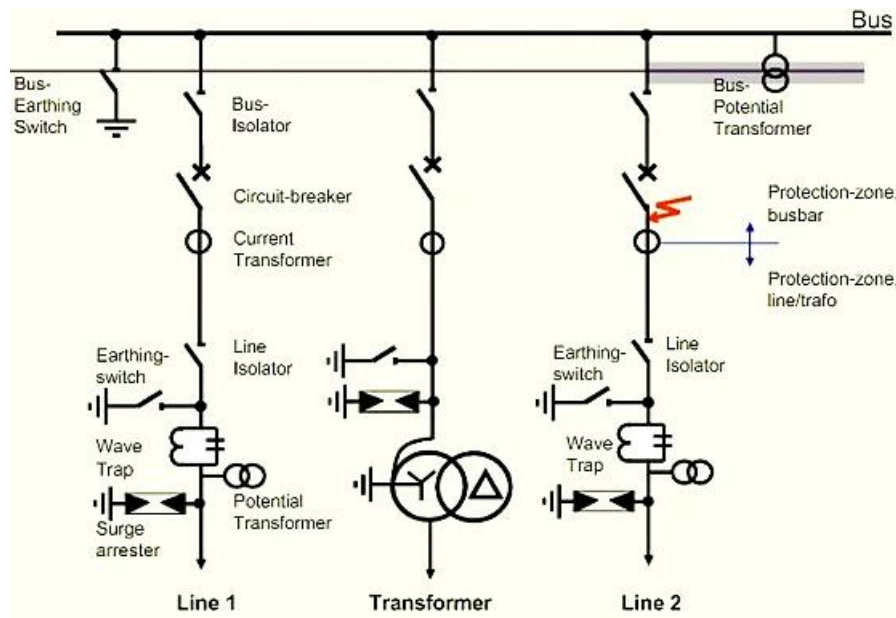 Bus
Bus-
Earthing
Switch
Bus-
Isolator
Bus-
Potential
Transformer
Circuit-breaker
Protection-zone,
busbar
Current
Transformer
Protection-zone,
line/trafo
Earthing-
switch
Line
Isolator
Earthing-
switch
Line
Isolator
Wave
Trap
Wave
Trap
Potential
Transformer
Surge
arrester
Line 1
Transformer
Line 2